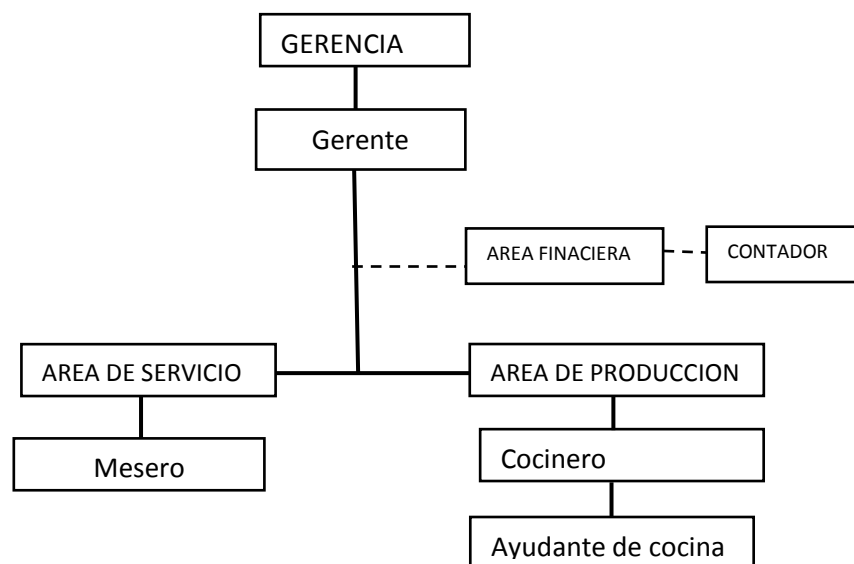 GERENCIA
Gerente
AREA FINACIERA
CONTADOR
AREA DE SERVICIO
AREA DE PRODUCCION
Mesero
Cocinero
Ayudante de cocina